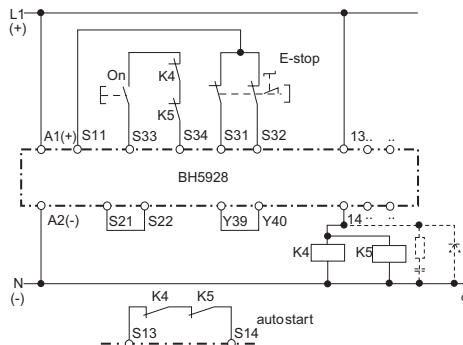 L1
(+)
E-stop
On
K4
K5
A1(+) S11 S33 S34 S31 S32 13.. ..
BH5928
A2(-) S21 S22 Y39 Y40 14 .. ..
K4 K5
N
(-)
K4 K5
S13 S14 autostart